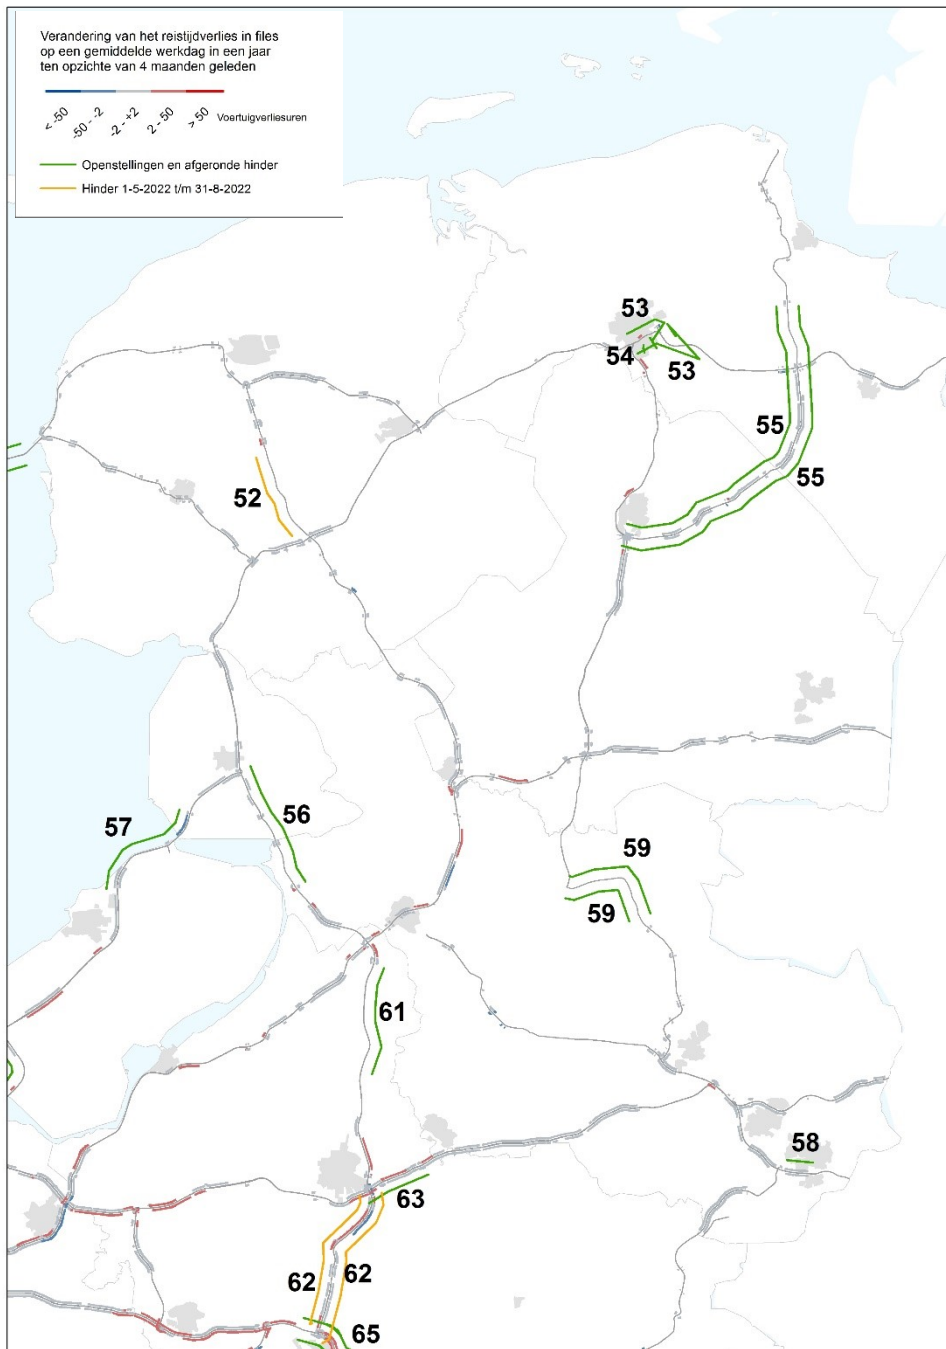 Verandering van het reistijdverlies in files
op een gemiddelde werkdag in een jaar
ten opzichte van 4 maanden geleden
< -50
-50 - -2
-2 - +2
2 - 50
> 50
Voertuigverliesuren
Openstellingen en afgeronde hinder
Hinder 1-5-2022 t/m 31-8-2022
53
54
53
55
55
52
56
57
59
59
61
58
63
62
62
65